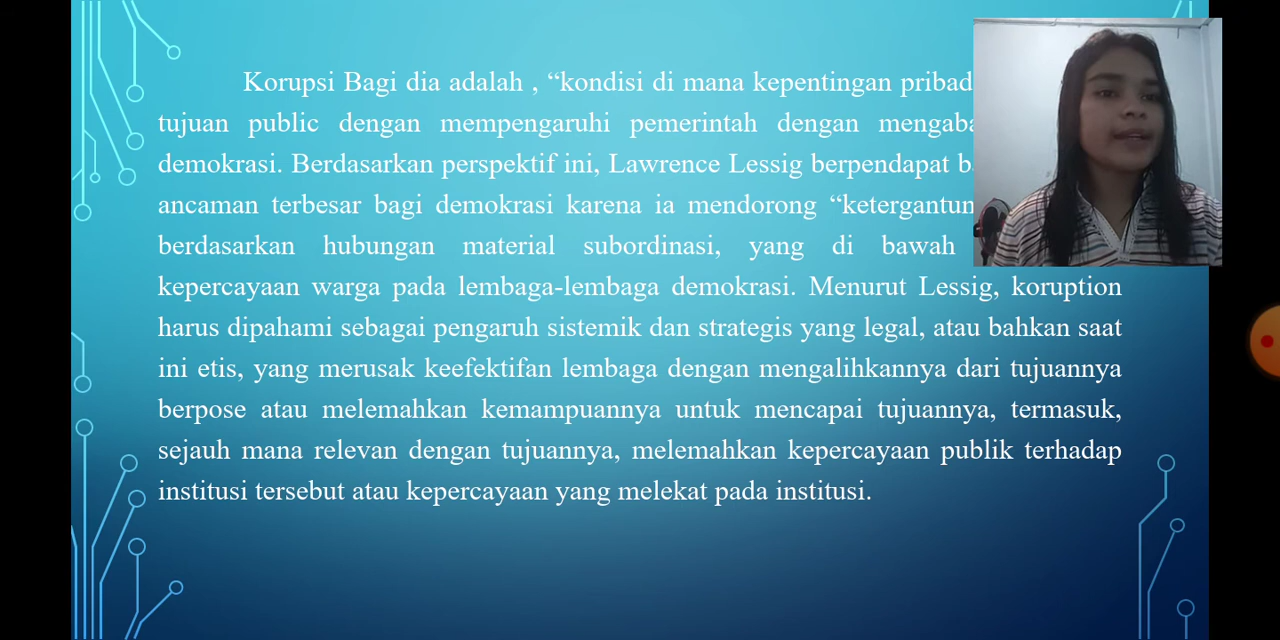 Korupsi Bagi dia adalah , “kondisi di mana kepentingan
tujuan public dengan mempengaruhi pemerintah dengan
demokrasi. Berdasarkan perspektif ini, Lawrence Lessig berpendapat
ancaman terbesar bagi demokrasi karena ia mendorong
berdasarkan hubungan material subordinasi, yang di bawah
kepercayaan warga pada lembaga-lembaga demokrasi. Menurut Lessig, koruption
harus dipahami sebagai pengaruh sistemik dan strategis yang legal, atau bahkan saat
ini etis, yang merusak keefektifan lembaga dengan mengalihkannya dari tujuannya
berpose atau melemahkan kemampuannya untuk mencapai tujuannya, termasuk,
sejauh mana relevan dengan tujuannya, melemahkan kepercayaan publik terhadap
institusi tersebut atau kepercayaan yang melekat pada institusi.